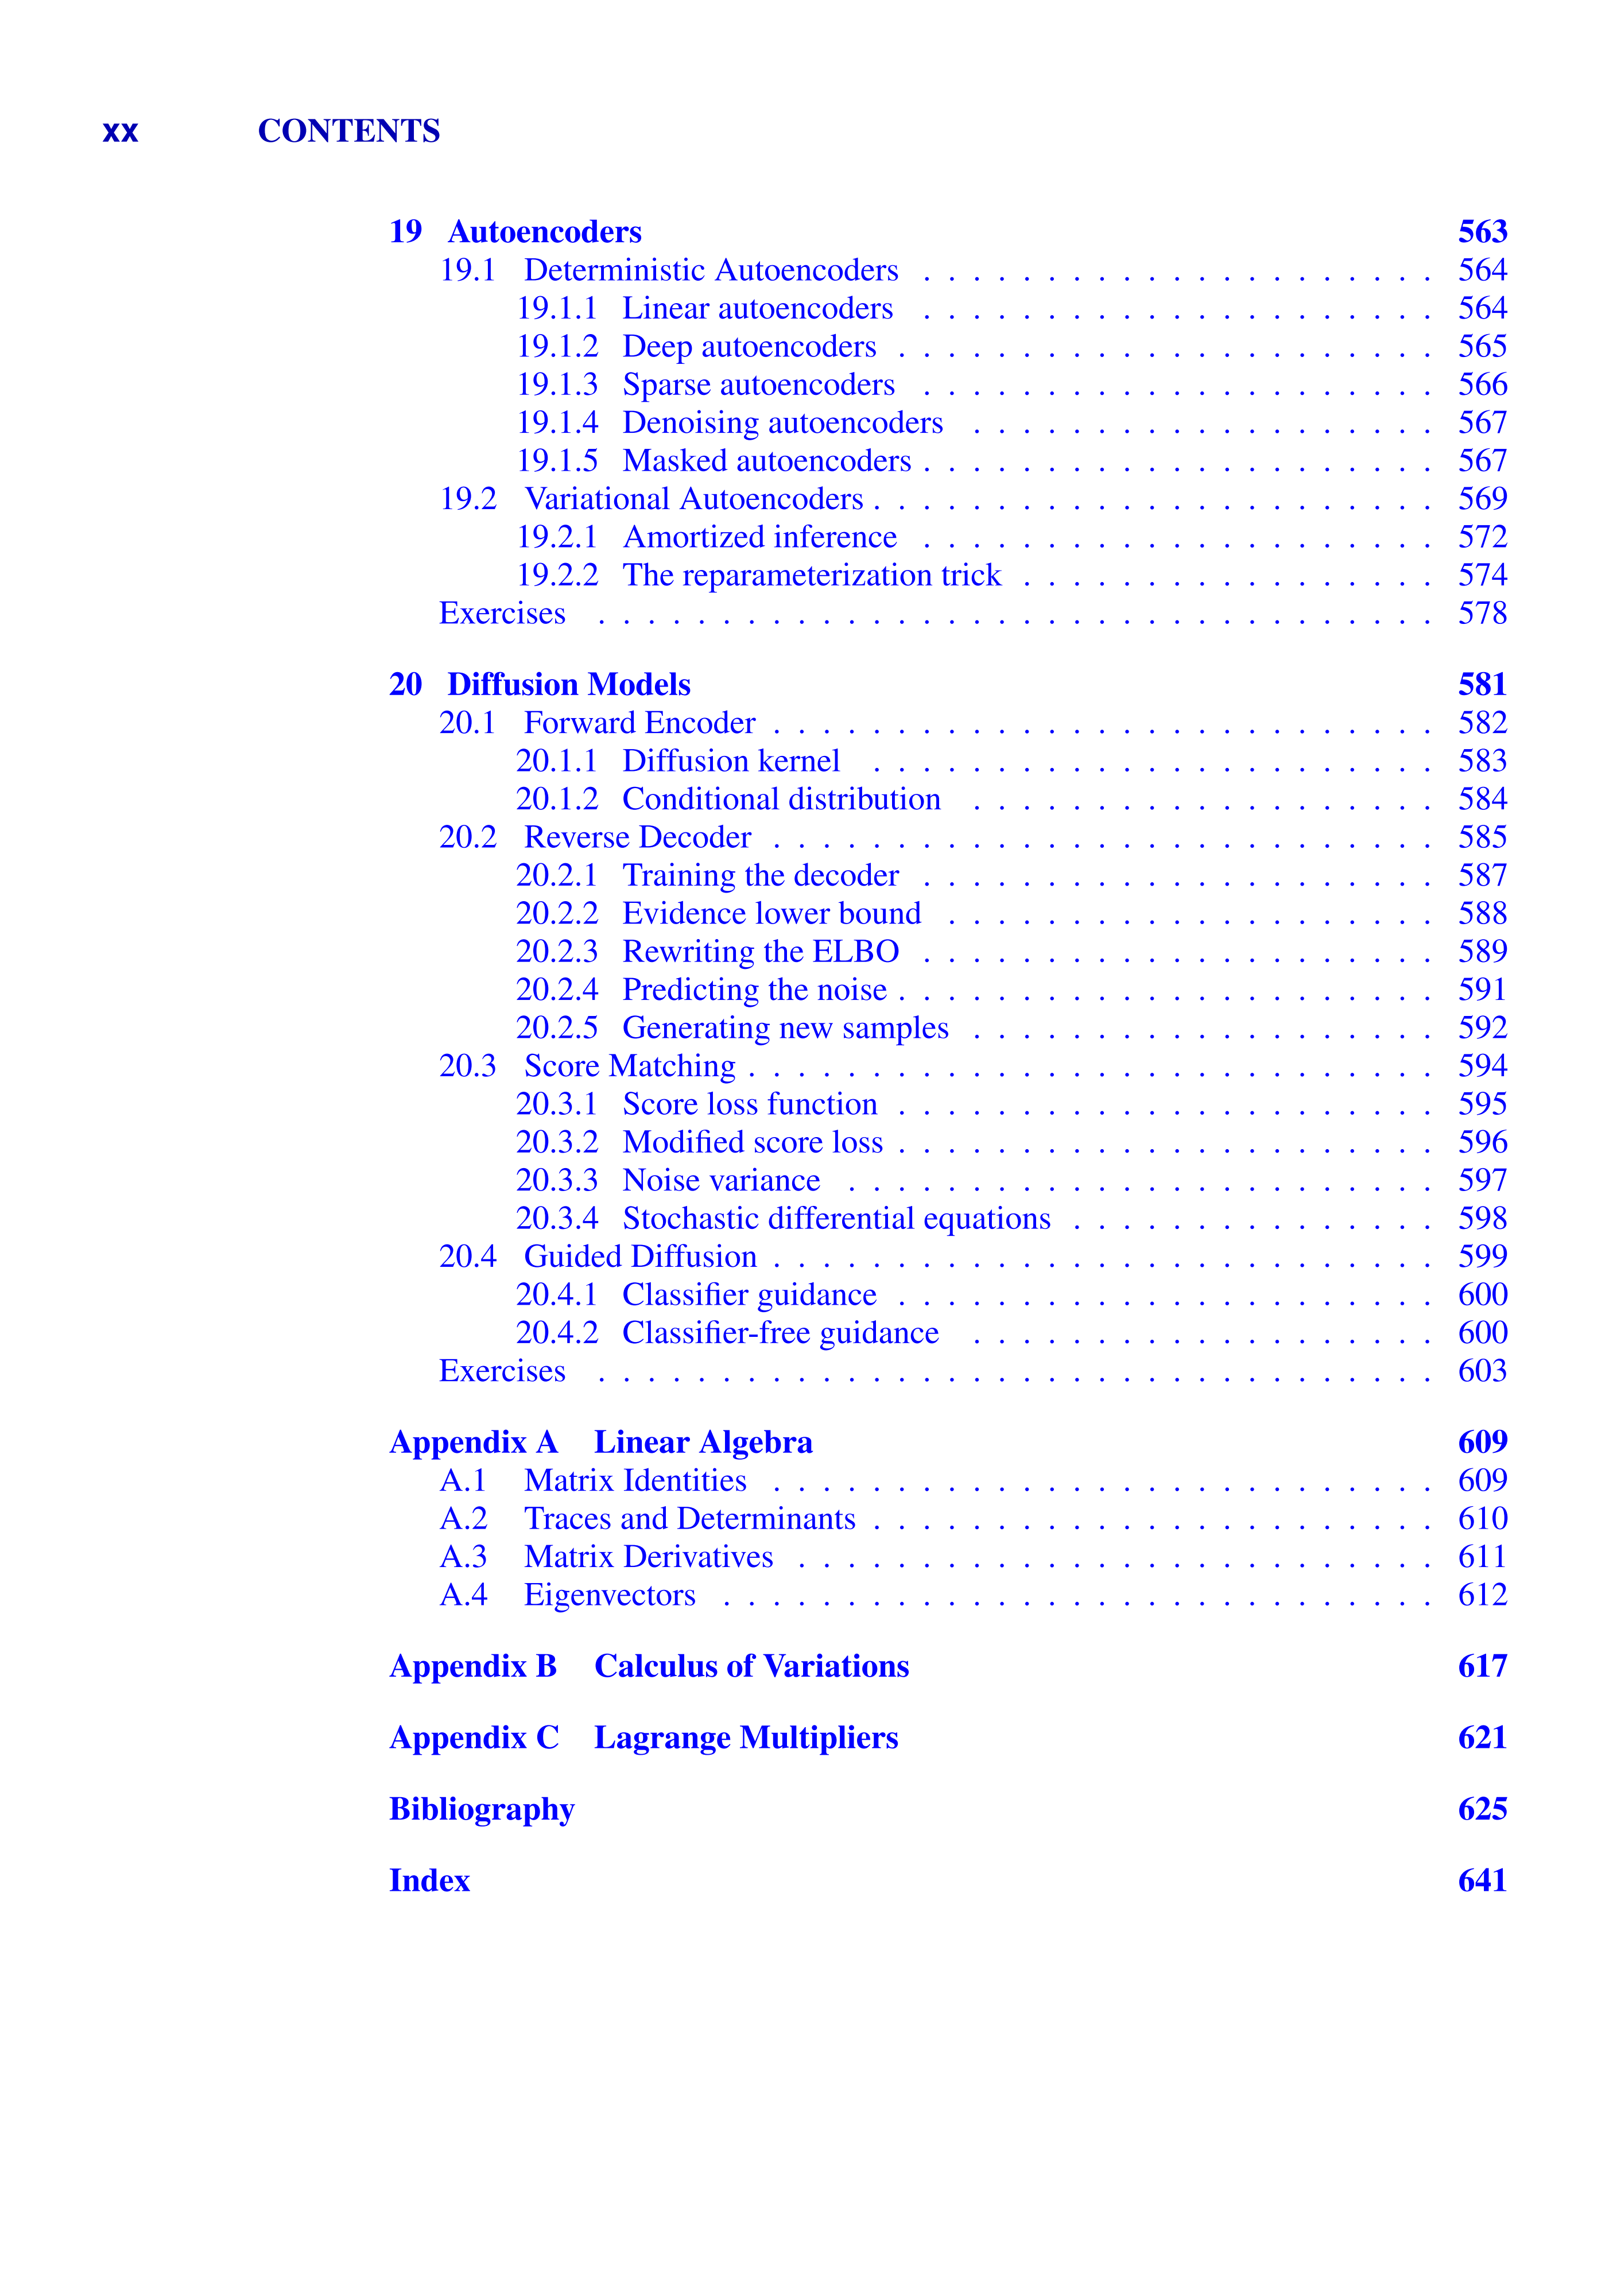 xx CONTENTS
19 Autoencoders 563
19.1 Deterministic Autoencoders . . . . . . . . . . . . . . . . . . . . . 564
19.1.1 Linear autoencoders . . . . . . . . . . . . . . . . . . . . . 564
19.1.2 Deep autoencoders . . . . . . . . . . . . . . . . . . . . . . 565
19.1.3 Sparse autoencoders . . . . . . . . . . . . . . . . . . . . . 566
19.1.4 Denoising autoencoders . . . . . . . . . . . . . . . . . . . 567
19.1.5 Masked autoencoders . . . . . . . . . . . . . . . . . . . . . 567
19.2 Variational Autoencoders . . . . . . . . . . . . . . . . . . . . . . . 569
19.2.1 Amortized inference . . . . . . . . . . . . . . . . . . . . . 572
19.2.2 The reparameterization trick . . . . . . . . . . . . . . . . . 574
Exercises . . . . . . . . . . . . . . . . . . . . . . . . . . . . . . . . . . 578
20 Diffusion Models 581
20.1 Forward Encoder . . . . . . . . . . . . . . . . . . . . . . . . . . . 582
20.1.1 Diffusion kernel . . . . . . . . . . . . . . . . . . . . . . . 583
20.1.2 Conditional distribution . . . . . . . . . . . . . . . . . . . 584
20.2 Reverse Decoder . . . . . . . . . . . . . . . . . . . . . . . . . . . 585
20.2.1 Training the decoder . . . . . . . . . . . . . . . . . . . . . 587
20.2.2 Evidence lower bound . . . . . . . . . . . . . . . . . . . . 588
20.2.3 Rewriting the ELBO . . . . . . . . . . . . . . . . . . . . . 589
20.2.4 Predicting the noise . . . . . . . . . . . . . . . . . . . . . . 591
20.2.5 Generating new samples . . . . . . . . . . . . . . . . . . . 592
20.3 Score Matching . . . . . . . . . . . . . . . . . . . . . . . . . . . . 594
20.3.1 Score loss function . . . . . . . . . . . . . . . . . . . . . . 595
20.3.2 Modified score loss . . . . . . . . . . . . . . . . . . . . . . 596
20.3.3 Noise variance . . . . . . . . . . . . . . . . . . . . . . . . 597
20.3.4 Stochastic differential equations . . . . . . . . . . . . . . . 598
20.4 Guided Diffusion . . . . . . . . . . . . . . . . . . . . . . . . . . . 599
20.4.1 Classifier guidance . . . . . . . . . . . . . . . . . . . . . . 600
20.4.2 Classifier-free guidance . . . . . . . . . . . . . . . . . . . 600
Exercises . . . . . . . . . . . . . . . . . . . . . . . . . . . . . . . . . . 603
Appendix A Linear Algebra 609
A.1 Matrix Identities . . . . . . . . . . . . . . . . . . . . . . . . . . . 609
A.2 Traces and Determinants . . . . . . . . . . . . . . . . . . . . . . . 610
A.3 Matrix Derivatives . . . . . . . . . . . . . . . . . . . . . . . . . . 611
A.4 Eigenvectors . . . . . . . . . . . . . . . . . . . . . . . . . . . . . 612
Appendix B Calculus of Variations 617
Appendix C Lagrange Multipliers 621
Bibliography 625
Index 641